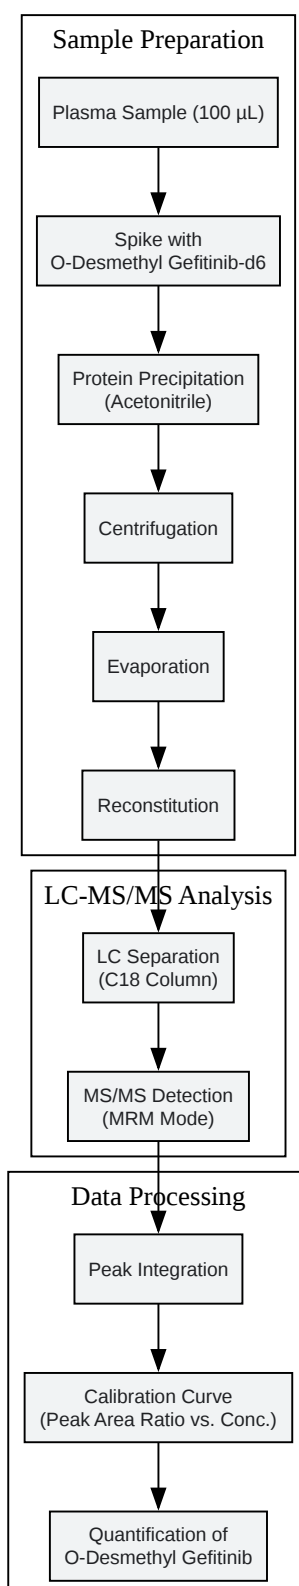 Sample Preparation
Plasma Sample (100 µL)
Spike with
O-Desmethyl Gefitinib-d6
Protein Precipitation
(Acetonitrile)
Centrifugation
Evaporation
Reconstitution
LC-MS/MS Analysis
LC Separation
(C18 Column)
MS/MS Detection
(MRM Mode)
Data Processing
Peak Integration
Calibration Curve
(Peak Area Ratio vs. Conc.)
Quantification of
O-Desmethyl Gefitinib